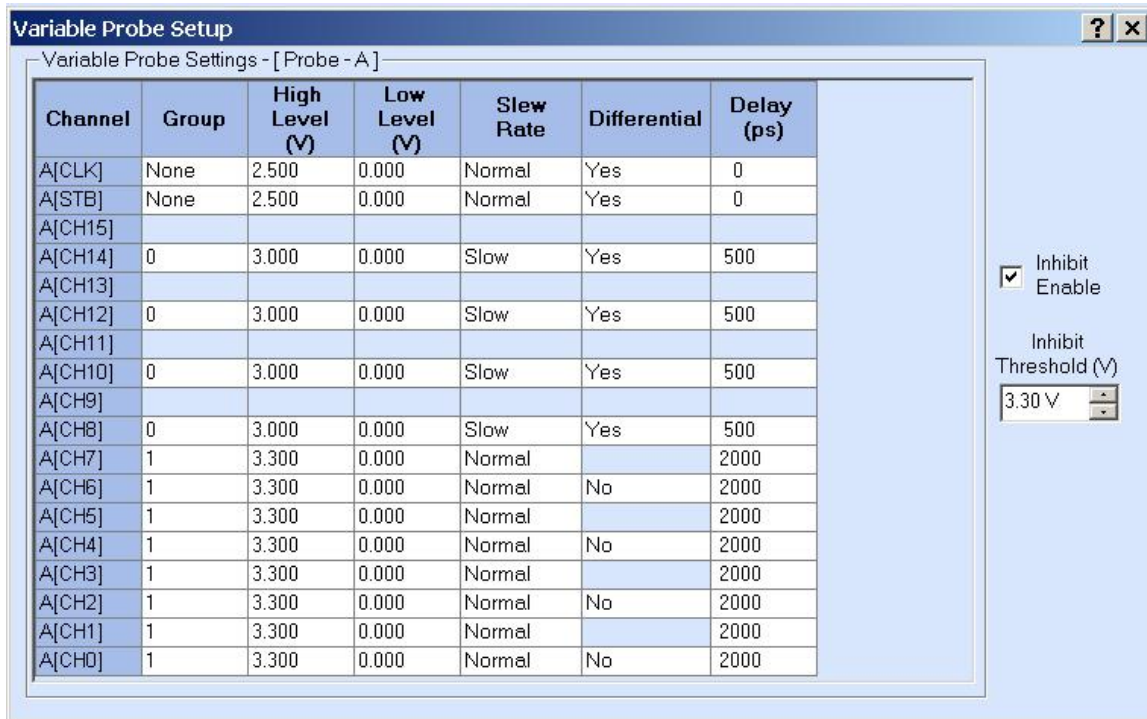 Variable Probe Setup
? x
Variable Probe Settings - [ Probe - A ]
Channel Group High Level (V) Low Level (V) Slew Rate Differential Delay (ps)
A[CLK] None 2.500 0.000 Normal Yes 0
A[STB] None 2.500 0.000 Normal Yes 0
A[CH15]
A[CH14] 0 3.000 0.000 Slow Yes 500
A[CH13]
A[CH12] 0 3.000 0.000 Slow Yes 500
A[CH11]
A[CH10] 0 3.000 0.000 Slow Yes 500
A[CH9]
A[CH8] 0 3.000 0.000 Slow Yes 500
A[CH7] 1 3.300 0.000 Normal 2000
A[CH6] 1 3.300 0.000 Normal No 2000
A[CH5] 1 3.300 0.000 Normal 2000
A[CH4] 1 3.300 0.000 Normal No 2000
A[CH3] 1 3.300 0.000 Normal 2000
A[CH2] 1 3.300 0.000 Normal No 2000
A[CH1] 1 3.300 0.000 Normal 2000
A[CH0] 1 3.300 0.000 Normal No 2000
Inhibit
Enable
Inhibit
Threshold (V)
3.30 V